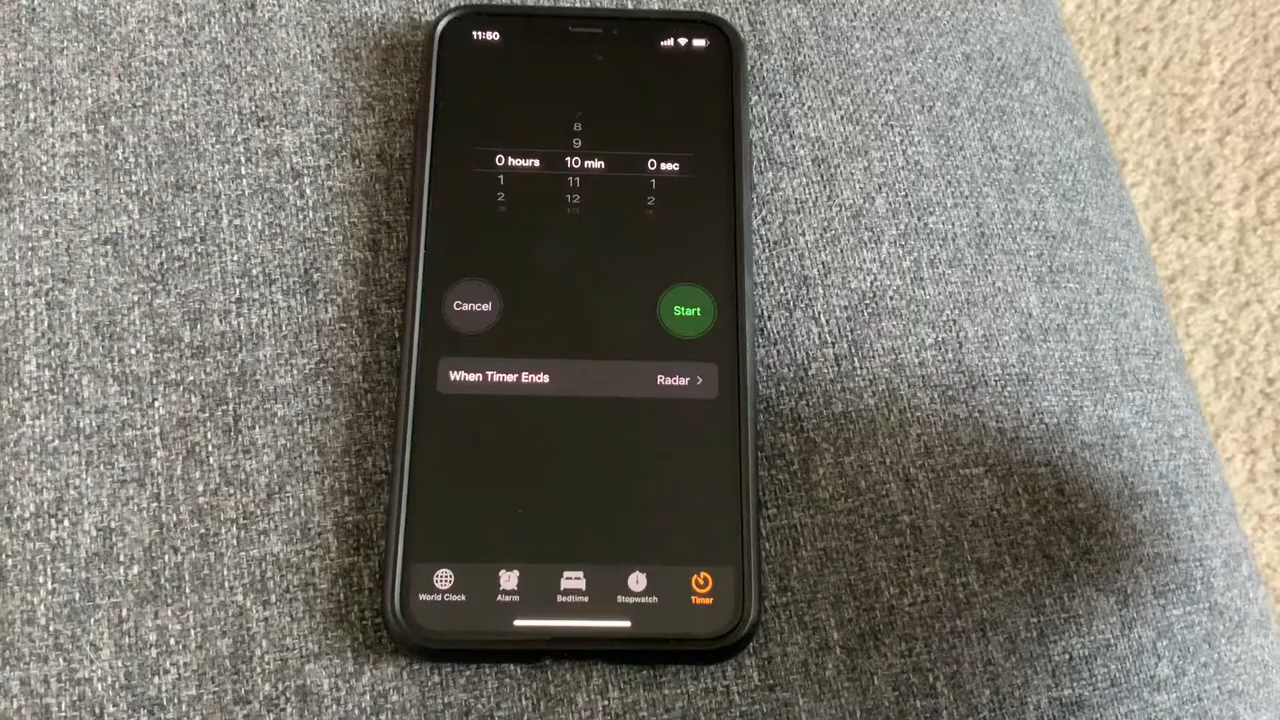 11:50
7
8
9
0 hours 10 min 0 sec
1 11 1
2 12 2
Cancel Start
When Timer Ends Radar
World Clock Alarm Bedtime Stopwatch Timer